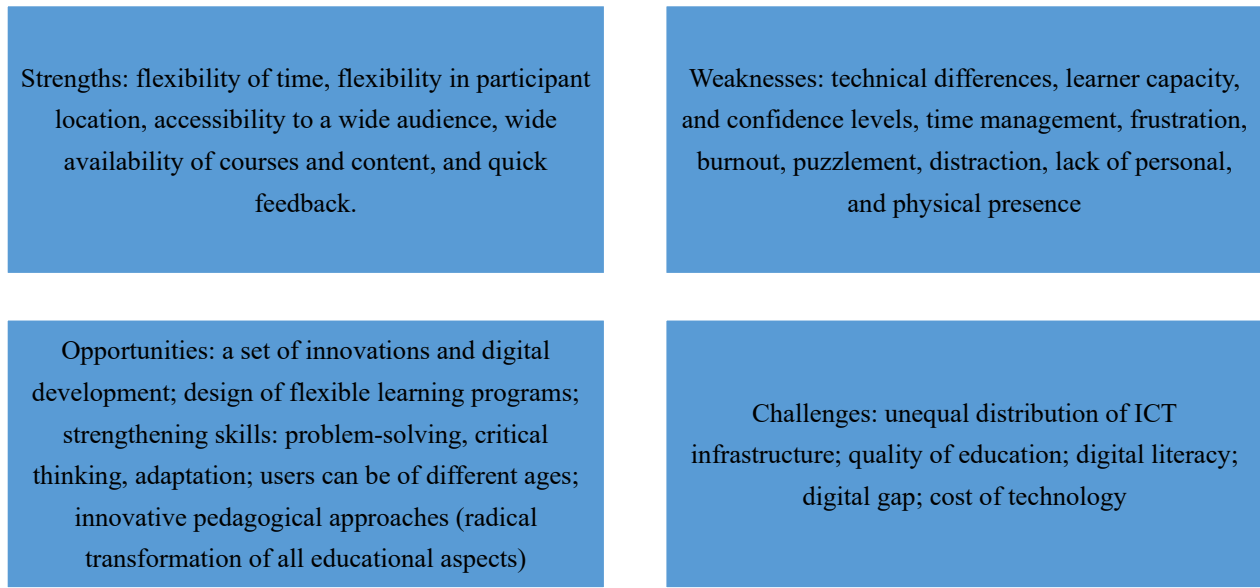 Strengths: flexibility of time, flexibility in participant
location, accessibility to a wide audience, wide
availability of courses and content, and quick
feedback.
Weaknesses: technical differences, learner capacity,
and confidence levels, time management, frustration,
burnout, puzzlement, distraction, lack of personal,
and physical presence
Opportunities: a set of innovations and digital
development; design of flexible learning programs;
strengthening skills: problem-solving, critical
thinking, adaptation; users can be of different ages;
innovative pedagogical approaches (radical
transformation of all educational aspects)
Challenges: unequal distribution of ICT
infrastructure; quality of education; digital literacy;
digital gap; cost of technology